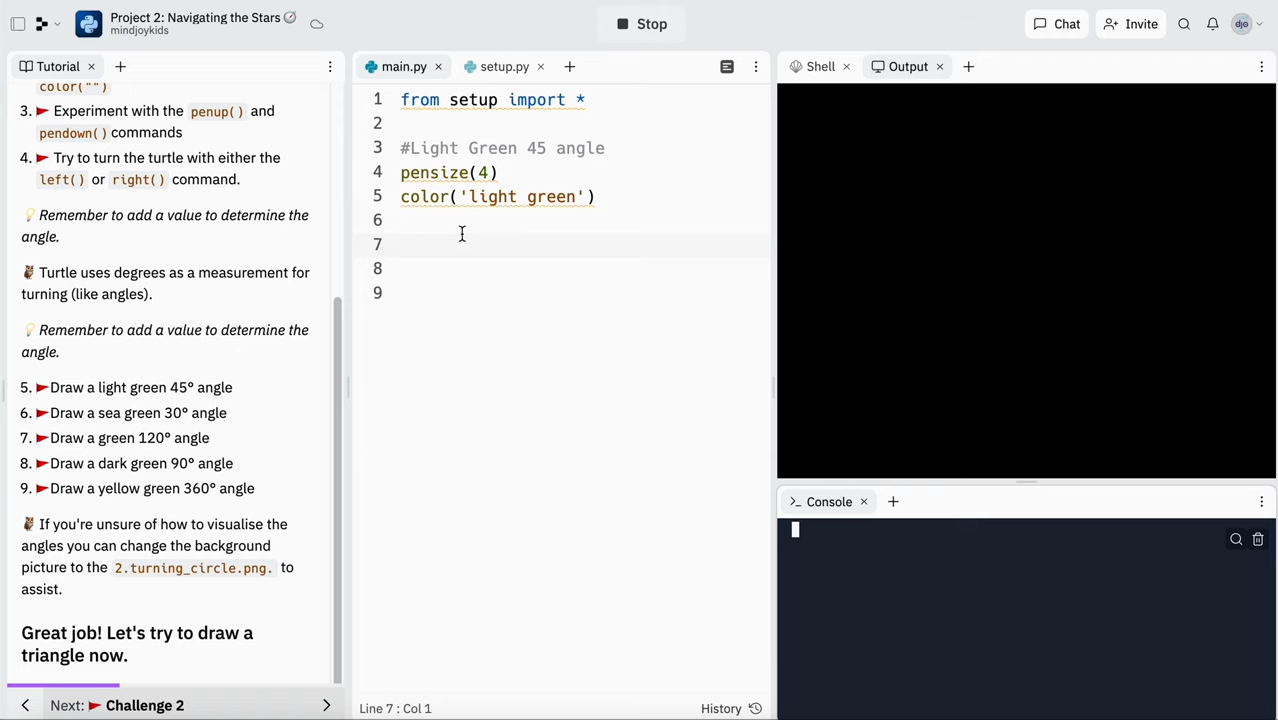 Project 2: Navigating the Stars
mindjoykids
Stop
Chat
Invite
djo
Tutorial
color("")
3. Experiment with the penup() and
pendown() commands
4. Try to turn the turtle with either the
left() or right() command.
Remember to add a value to determine the
angle.
Turtle uses degrees as a measurement for
turning (like angles).
Remember to add a value to determine the
angle.
5. Draw a light green 45° angle
6. Draw a sea green 30° angle
7. Draw a green 120° angle
8. Draw a dark green 90° angle
9. Draw a yellow green 360° angle
If you're unsure of how to visualise the
angles you can change the background
picture to the 2.turning_circle.png. to
assist.
Great job! Let's try to draw a
triangle now.
Next: Challenge 2
main.py
setup.py
1 from setup import *
2
3 #Light Green 45 angle
4 pensize(4)
5 color('light green')
6
7
8
9
Line 7 : Col 1
History
Shell
Output
Console